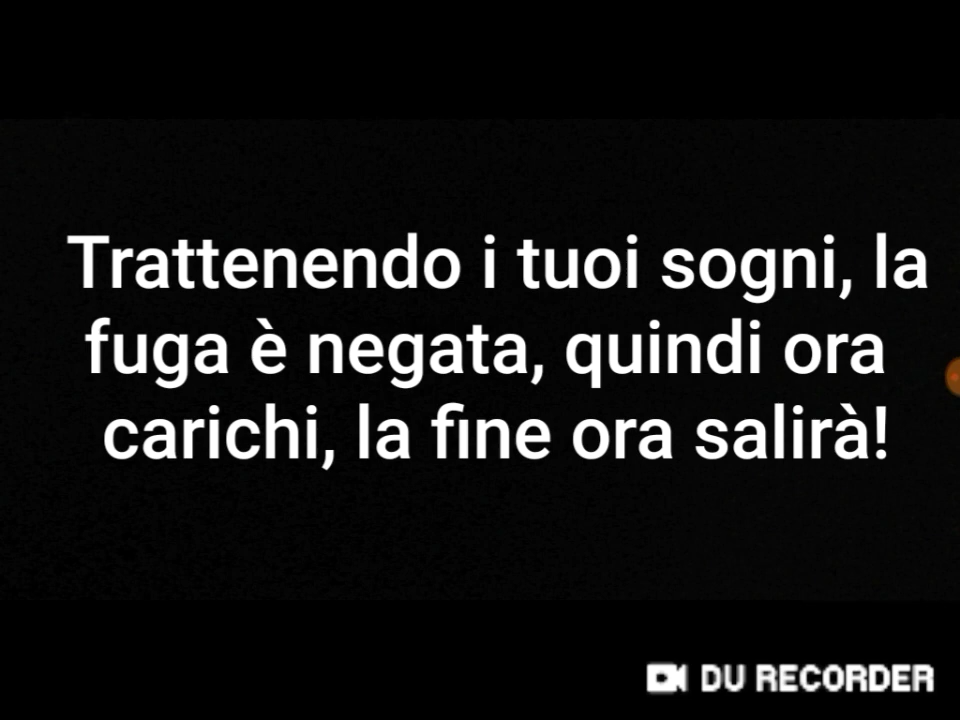 Trattenendo i tuoi sogni, la
fuga è negata, quindi ora
carichi, la fine ora salirà!
DU RECORDER